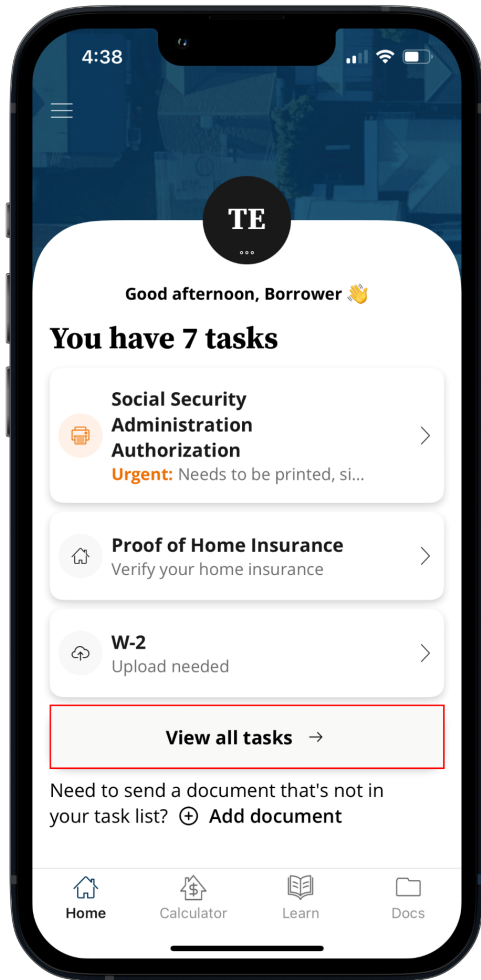 4:38
TE
Good afternoon, Borrower 👋
You have 7 tasks
Social Security
Administration
Authorization
Urgent: Needs to be printed, si...
Proof of Home Insurance
Verify your home insurance
W-2
Upload needed
View all tasks →
Need to send a document that's not in
your task list? ⊕ Add document
Home Calculator Learn Docs